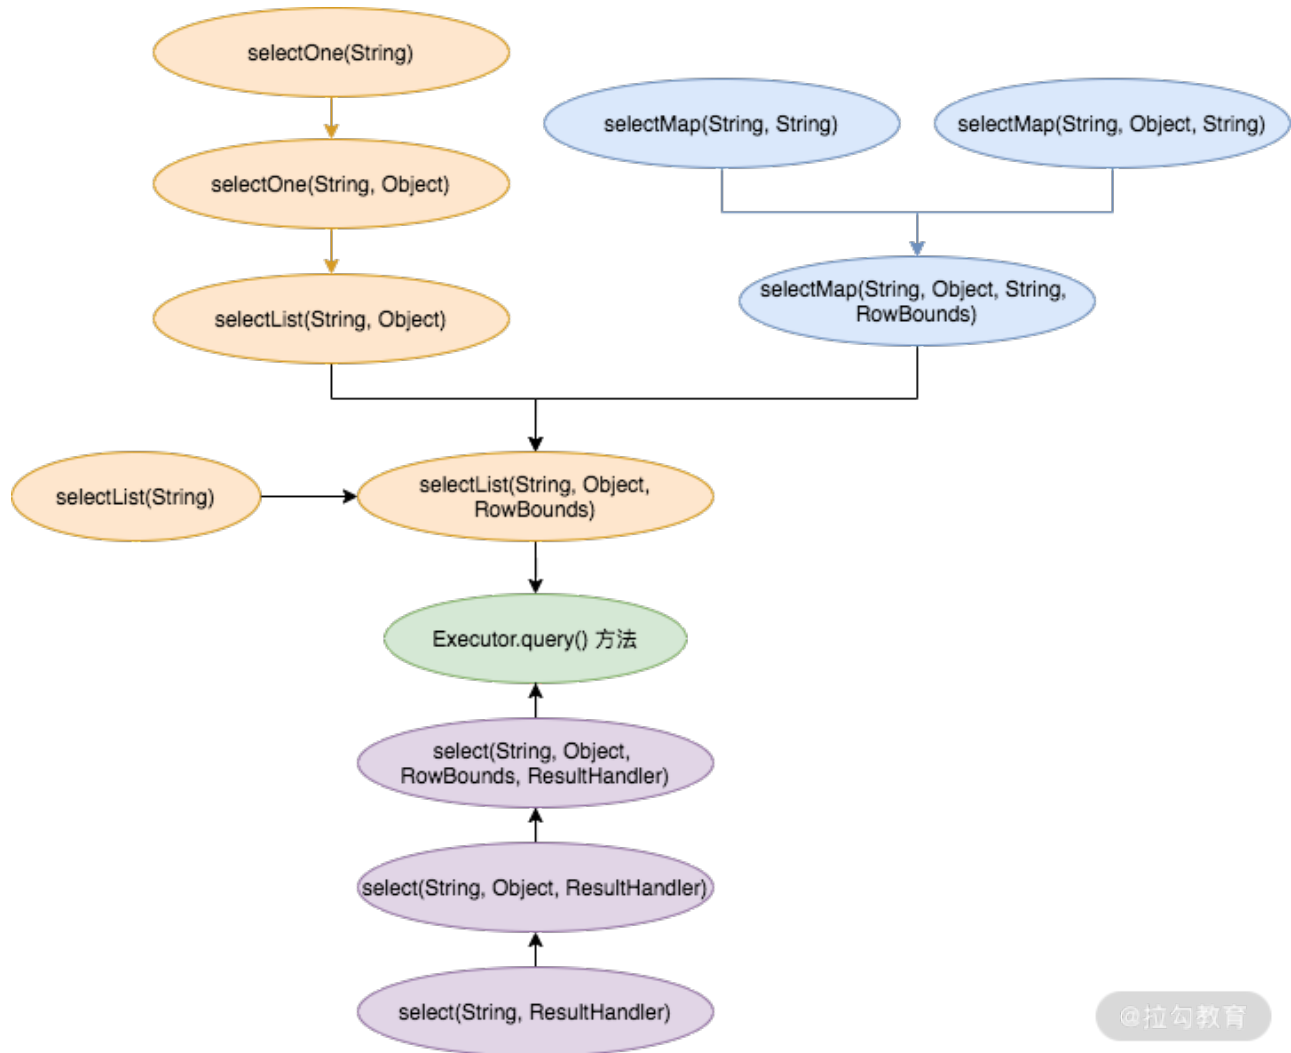 selectOne(String)
selectMap(String, String)
selectMap(String, Object, String)
selectOne(String, Object)
selectMap(String, Object, String,
RowBounds)
selectList(String, Object)
selectList(String)
selectList(String, Object,
RowBounds)
Executor.query() 方法
select(String, Object,
RowBounds, ResultHandler)
select(String, Object, ResultHandler)
select(String, ResultHandler)
@拉勾教育